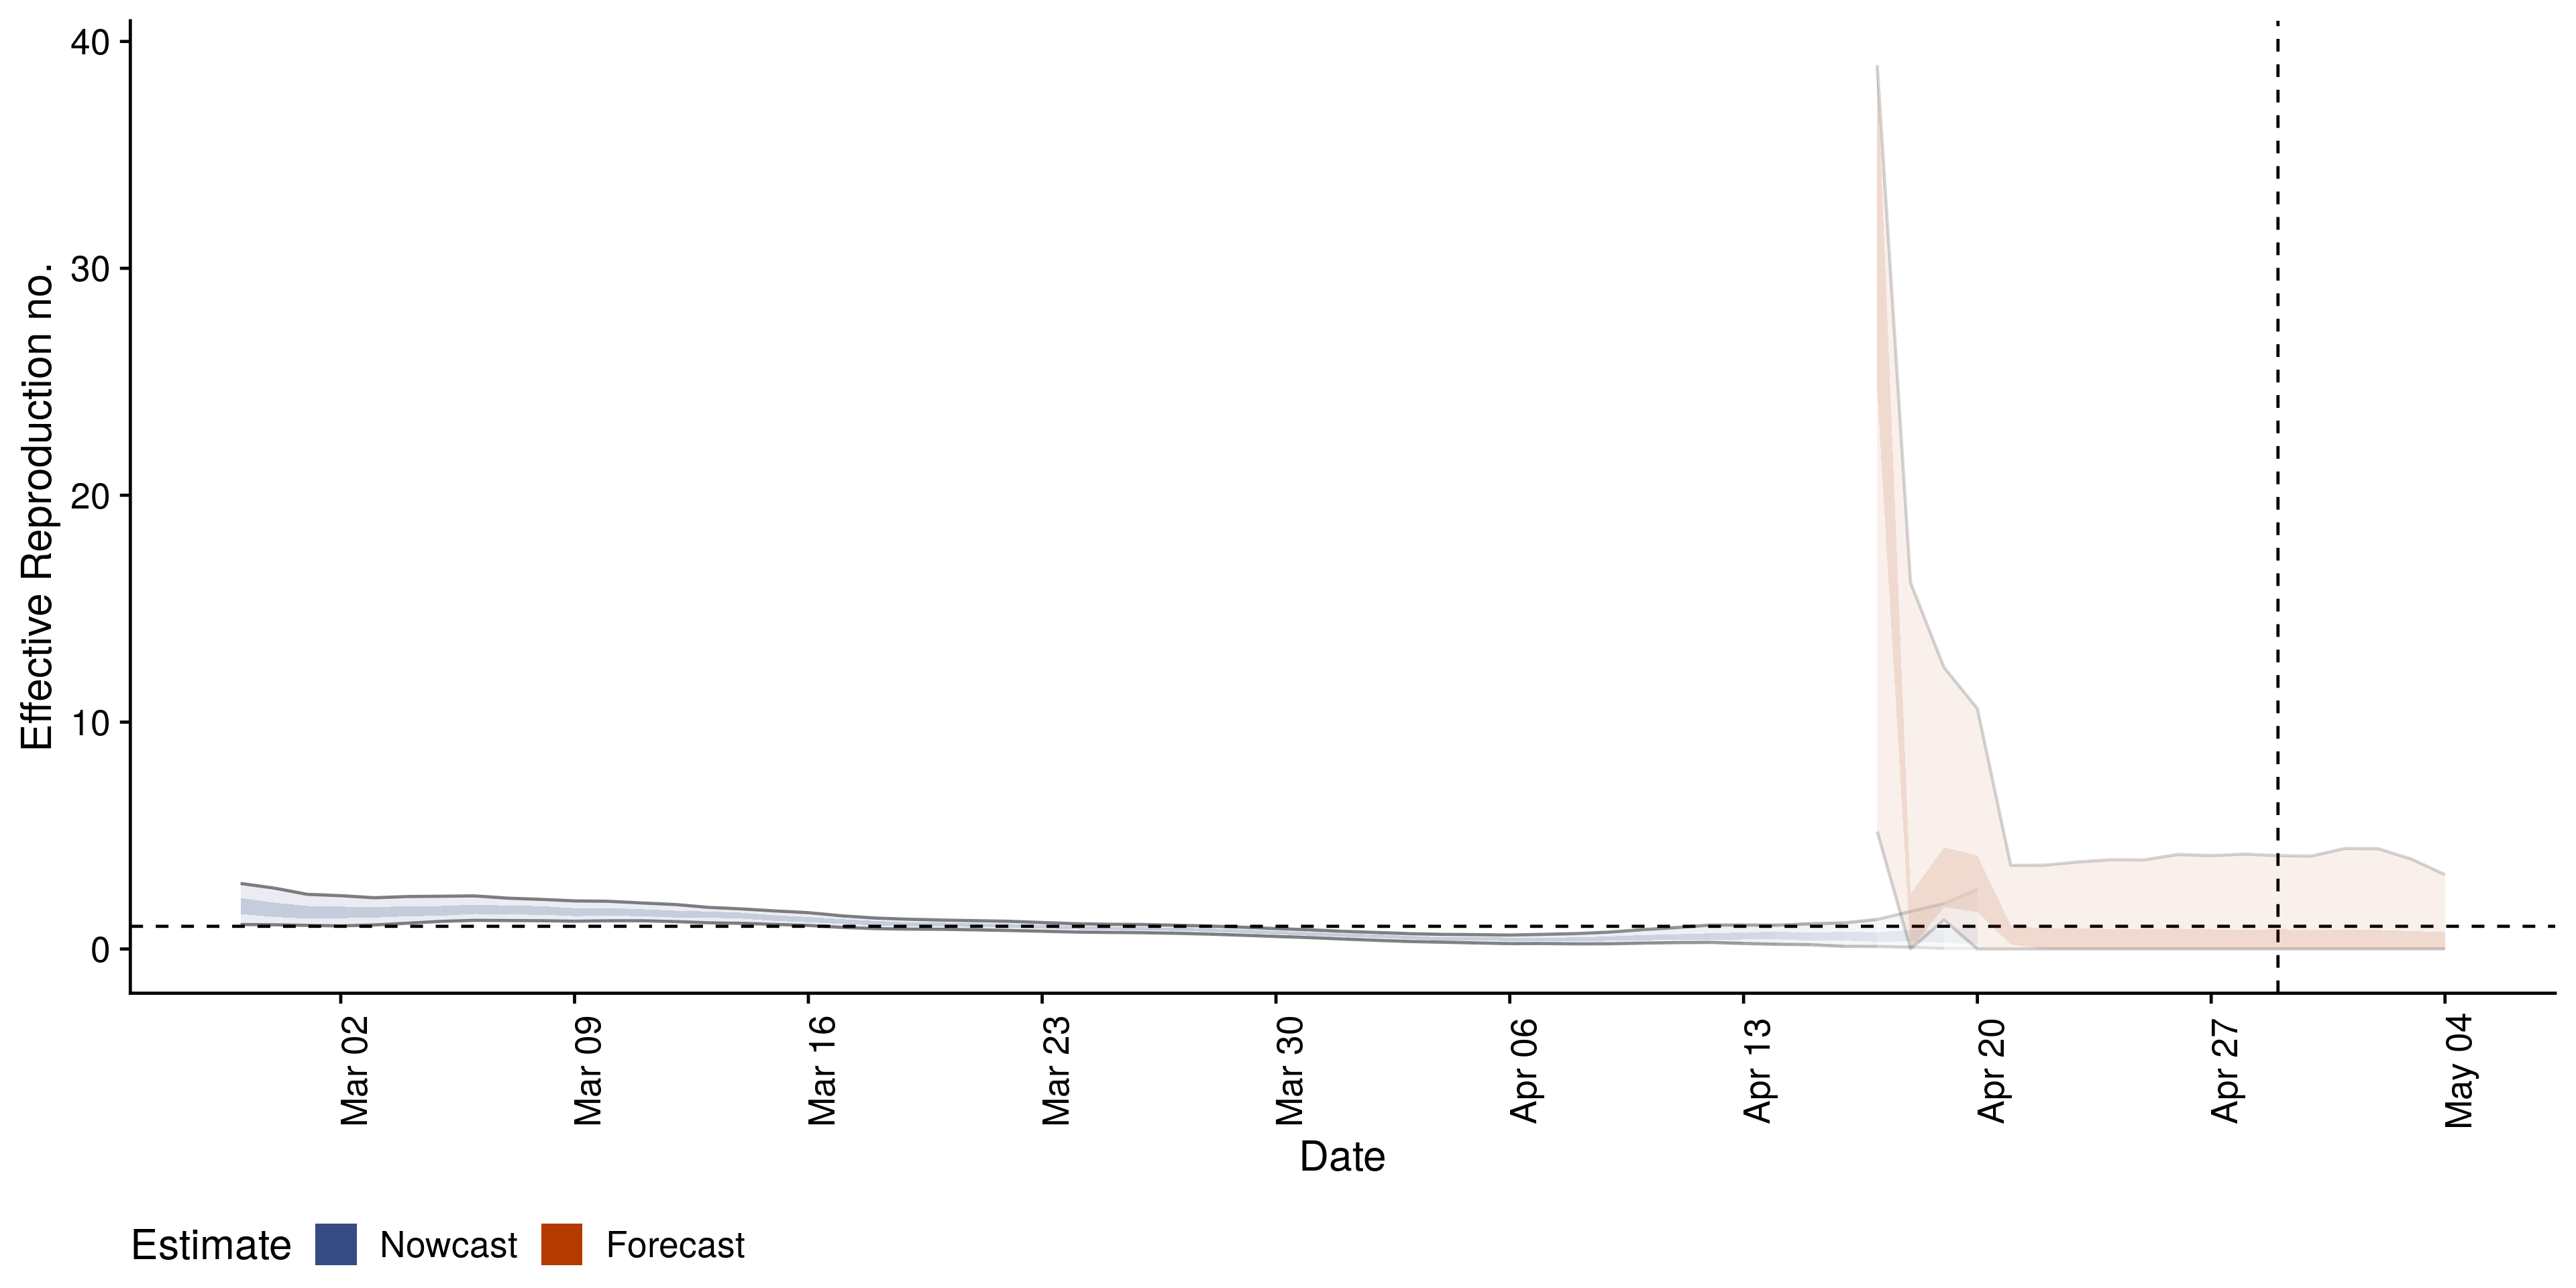 Effective Reproduction no.
40
30
20
10
0
Mar 02
Mar 09
Mar 16
Mar 23
Mar 30
Apr 06
Apr 13
Apr 20
Apr 27
May 04
Date
Estimate Nowcast Forecast